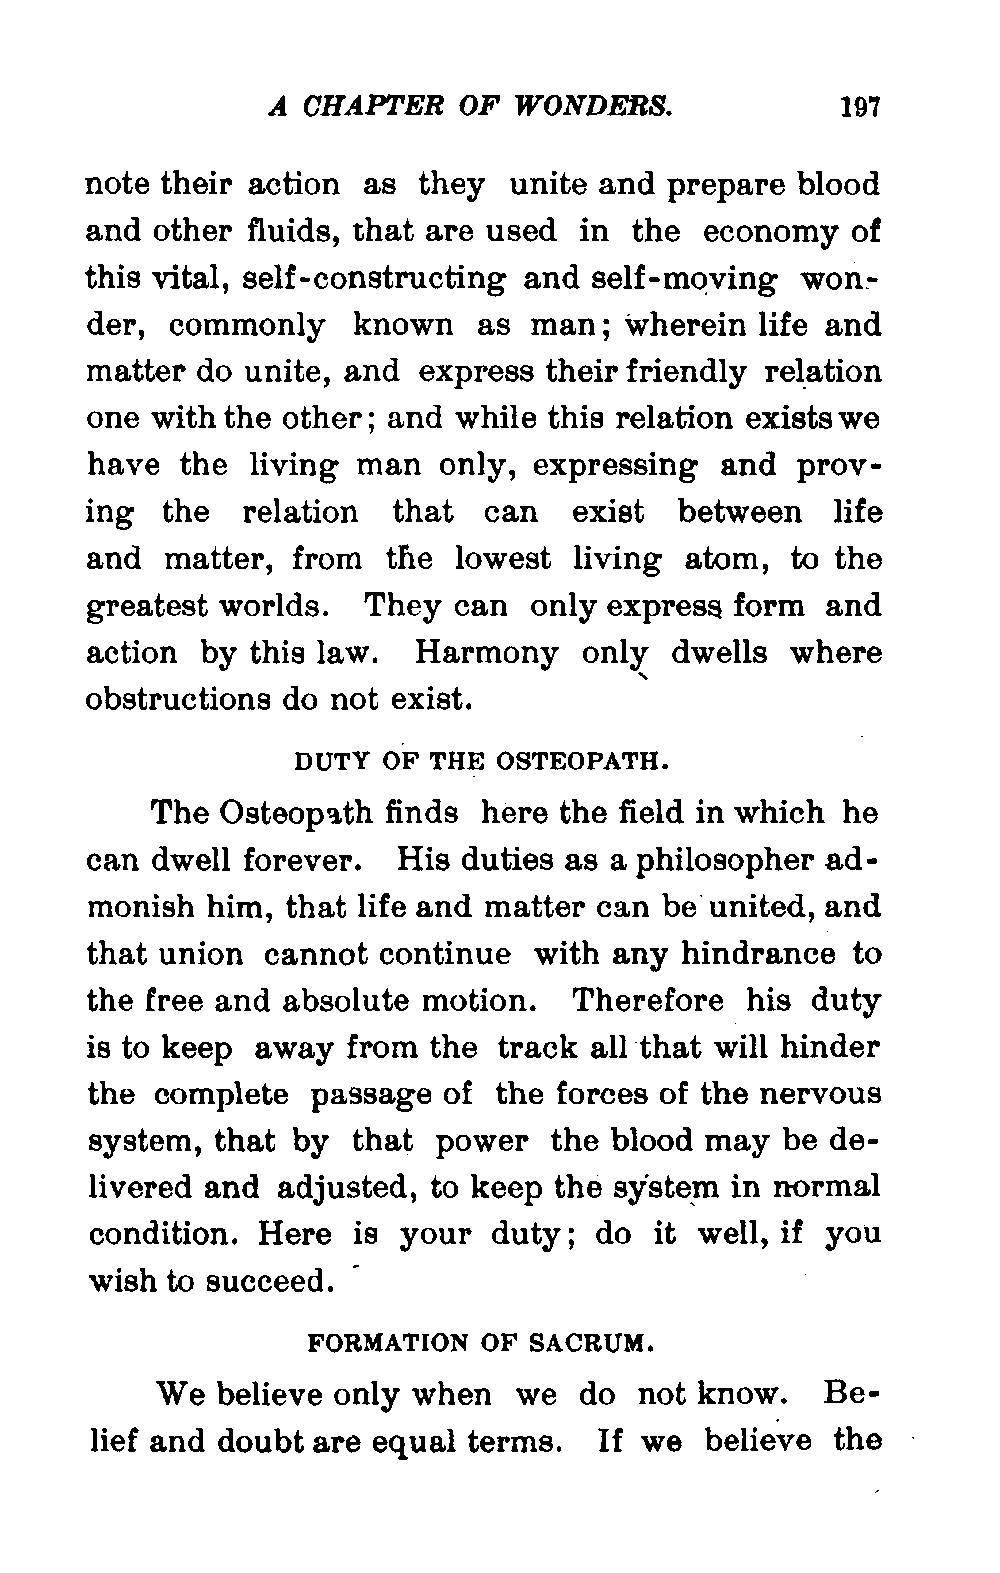 A CHAPTER OF WONDERS. 197
note their action as they unite and prepare blood
and other fluids, that are used in the economy of
this vital, self-constructing and self-moving won-
der, commonly known as man; wherein life and
matter do unite, and express their friendly relation
one with the other; and while this relation exists we
have the living man only, expressing and prov-
ing the relation that can exist between life
and matter, from the lowest living atom, to the
greatest worlds. They can only express form and
action by this law. Harmony only dwells where
obstructions do not exist.
DUTY OF THE OSTEOPATH.
The Osteopath finds here the field in which he
can dwell forever. His duties as a philosopher ad-
monish him, that life and matter can be united, and
that union cannot continue with any hindrance to
the free and absolute motion. Therefore his duty
is to keep away from the track all that will hinder
the complete passage of the forces of the nervous
system, that by that power the blood may be de-
livered and adjusted, to keep the system in normal
condition. Here is your duty; do it well, if you
wish to succeed.
FORMATION OF SACRUM.
We believe only when we do not know. Be-
lief and doubt are equal terms. If we believe the